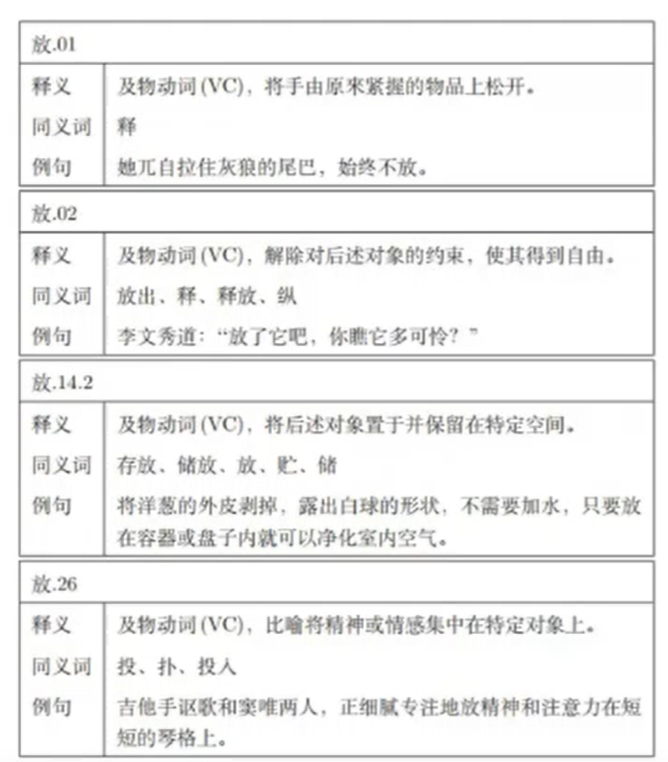 放.01
释义 及物动词(VC)，将手由原来紧握的物品上松开。
同义词 释
例句 她兀自拉住灰狼的尾巴，始终不放。
放.02
释义 及物动词(VC)，解除对后述对象的约束，使其得到自由。
同义词 放出、释、释放、纵
例句 李文秀道：“放了它吧，你瞧它多可怜？”
放.14.2
释义 及物动词(VC)，将后述对象置于并保留在特定空间。
同义词 存放、储放、放、贮、储
例句 将洋葱的外皮剥掉，露出白球的形状，不需要加水，只要放
在容器或盘子内就可以净化室内空气。
放.26
释义 及物动词(VC)，比喻将精神或情感集中在特定对象上。
同义词 投、扑、投入
例句 吉他手讴歌和窦唯两人，正细腻专注地放精神和注意力在短
短的琴格上。